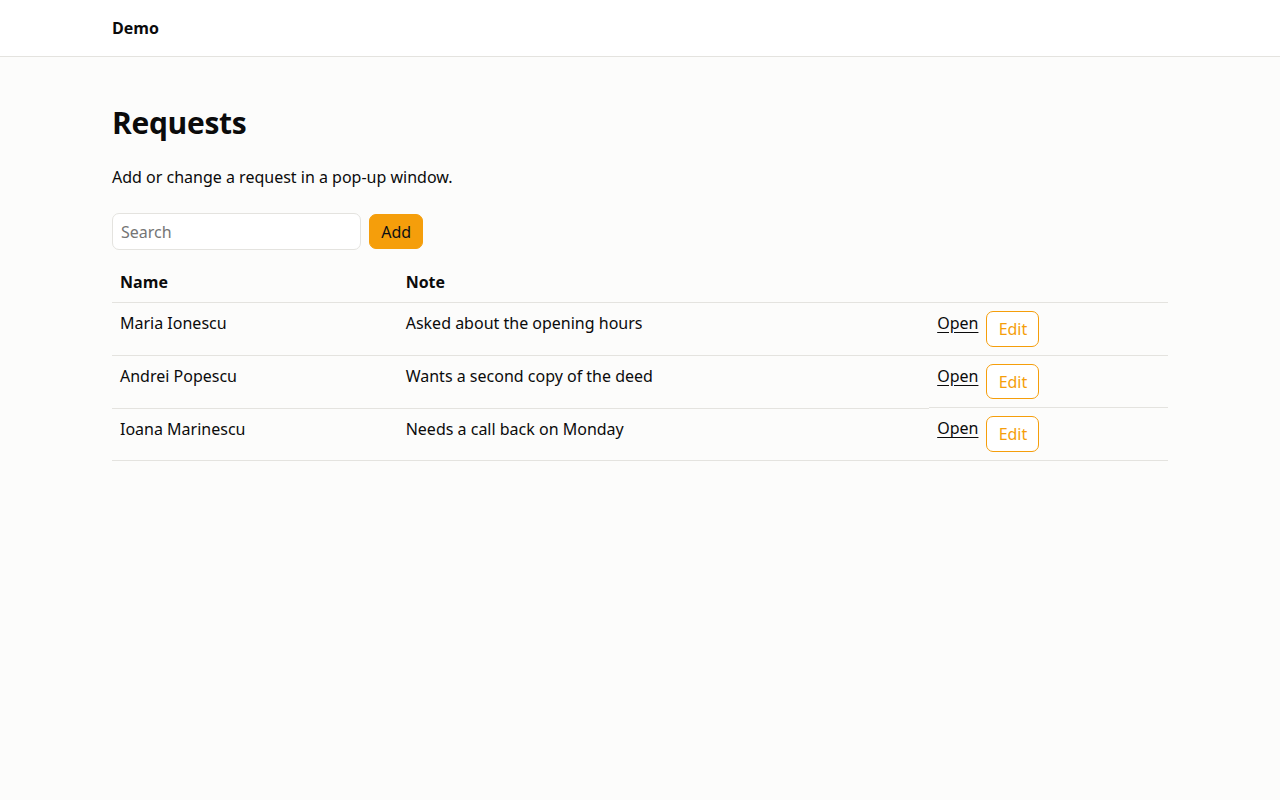 Demo
Requests
Add or change a request in a pop-up window.
Search Add
Name Note
Maria Ionescu Asked about the opening hours Open Edit
Andrei Popescu Wants a second copy of the deed Open Edit
Ioana Marinescu Needs a call back on Monday Open Edit